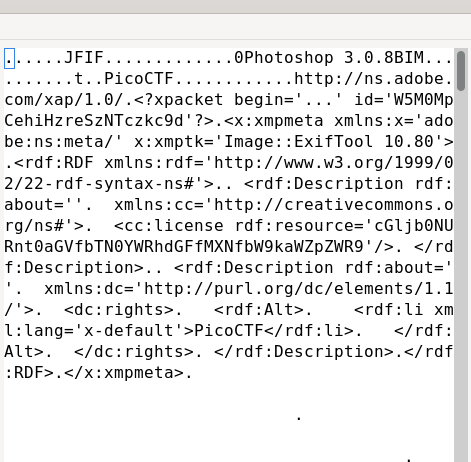 ......JFIF.............0Photoshop 3.0.8BIM...
.......t..PicoCTF............http://ns.adobe.
com/xap/1.0/.<?xpacket begin='...' id='W5M0Mp
CehiHzreSzNTczkc9d'?>.<x:xmpmeta xmlns:x='ado
be:ns:meta/' x:xmptk='Image::ExifTool 10.80'>
.<rdf:RDF xmlns:rdf='http://www.w3.org/1999/0
2/22-rdf-syntax-ns#'>.. <rdf:Description rdf:
about=''.  xmlns:cc='http://creativecommons.o
rg/ns#'>.  <cc:license rdf:resource='cGljb0NU
Rnt0aGVfbTN0YWRhdGFfMXNfbW9kaWZpZWR9'/>. </rd
f:Description>.. <rdf:Description rdf:about='
'.  xmlns:dc='http://purl.org/dc/elements/1.1
/'>.  <dc:rights>.   <rdf:Alt>.    <rdf:li xm
l:lang='x-default'>PicoCTF</rdf:li>.   </rdf:
Alt>.  </dc:rights>. </rdf:Description>.</rdf
:RDF>.</x:xmpmeta>.
.
.